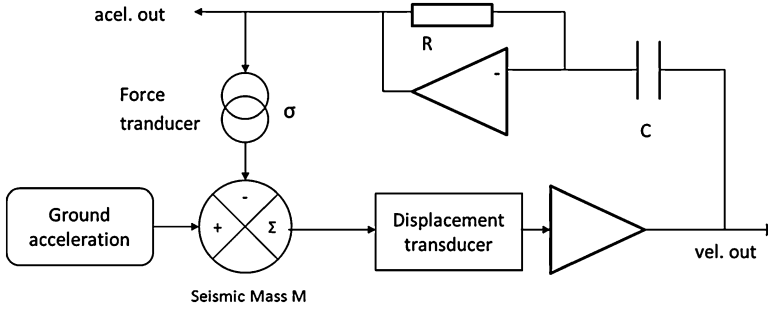 acel. out
R
-
Force
tranducer
σ
C
-
Ground
acceleration
+
Σ
Displacement
transducer
vel. out
Seismic Mass M